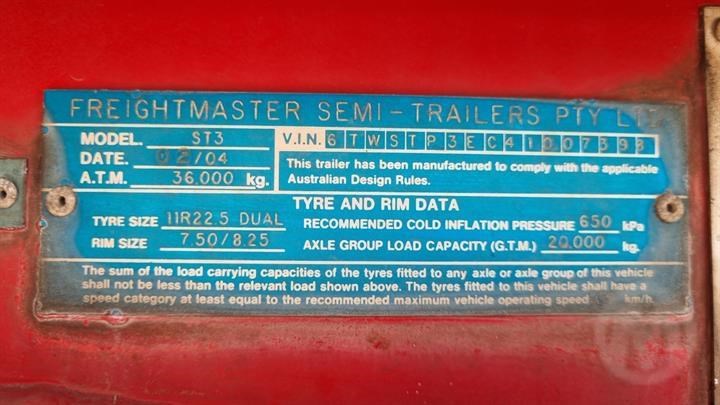 FREIGHTMASTER SEMI-TRAILERS PTY LTD
MODEL. ST3
V.I.N. 6TWSTP3EC41007398
DATE. 02/04
This trailer has been manufactured to comply with the applicable
Australian Design Rules.
A.T.M. 36.000 kg.
TYRE AND RIM DATA
TYRE SIZE 11R22.5 DUAL
RECOMMENDED COLD INFLATION PRESSURE 650 kPa
RIM SIZE 7.50/8.25
AXLE GROUP LOAD CAPACITY (G.T.M.) 20.000 kg.
The sum of the load carrying capacities of the tyres fitted to any axle or axle group of this vehicle
shall not be less than the relevant load shown above. The tyres fitted to this vehicle shall have a
speed category at least equal to the recommended maximum vehicle operating speed km/h.